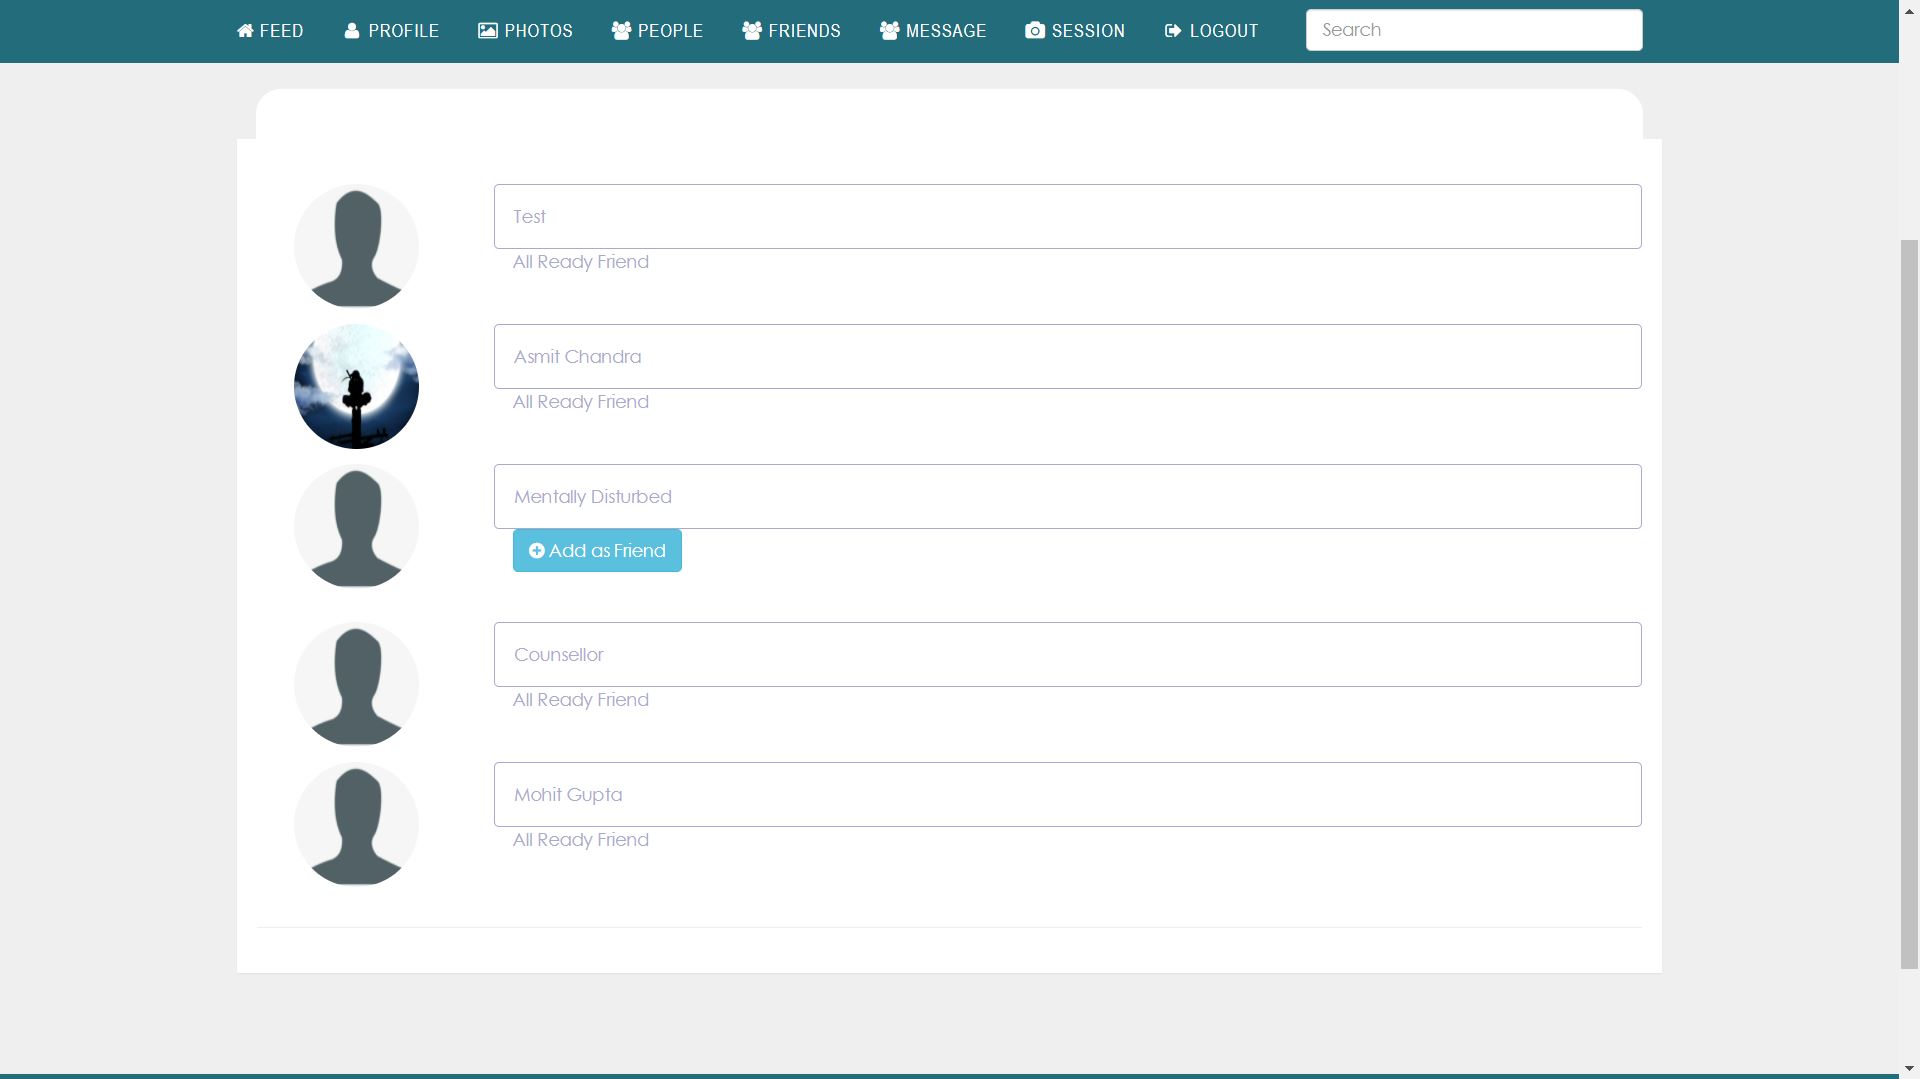 FEED PROFILE PHOTOS PEOPLE FRIENDS MESSAGE SESSION LOGOUT Search
Test
All Ready Friend
Asmit Chandra
All Ready Friend
Mentally Disturbed
Add as Friend
Counsellor
All Ready Friend
Mohit Gupta
All Ready Friend